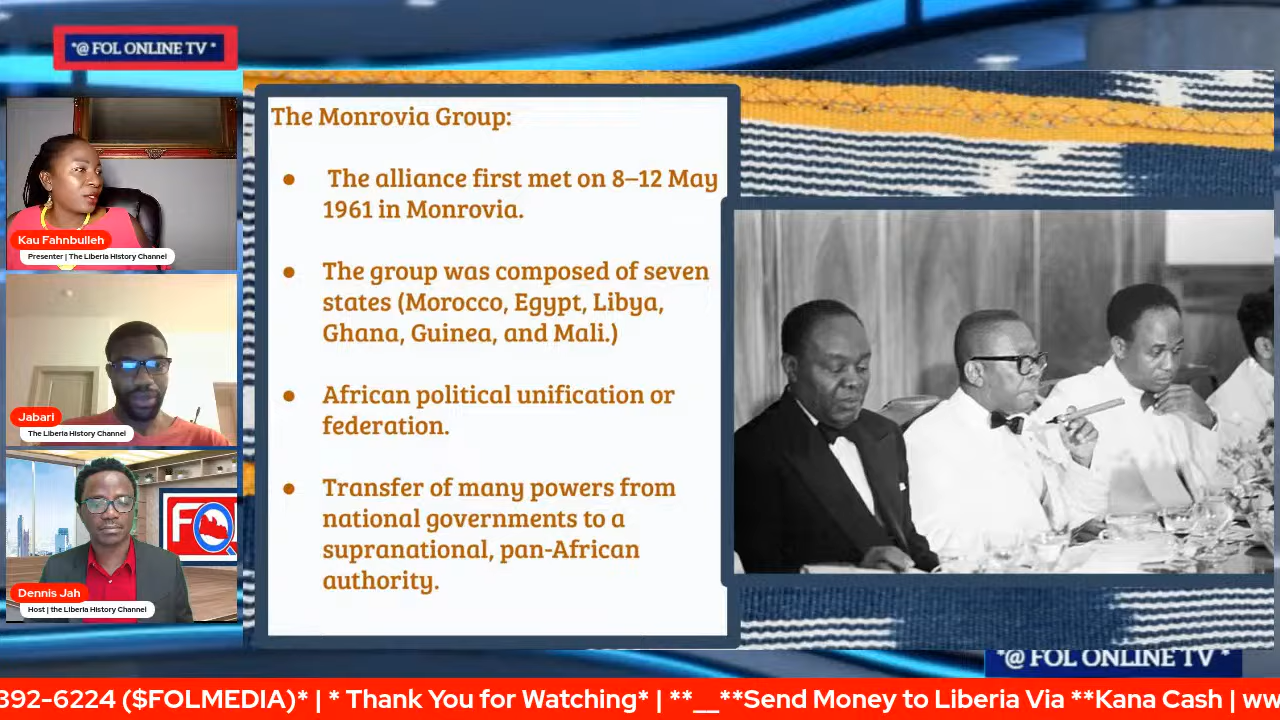 *@ FOL ONLINE TV *
Kau Fahnbulleh
Presenter | The Liberia History Channel
Jabari
The Liberia History Channel
Dennis Jah
Host | the Liberia History Channel
The Monrovia Group:
● The alliance first met on 8–12 May
1961 in Monrovia.
● The group was composed of seven
states (Morocco, Egypt, Libya,
Ghana, Guinea, and Mali.)
● African political unification or
federation.
● Transfer of many powers from
national governments to a
supranational, pan-African
authority.
*@ FOL ONLINE TV *
392-6224 ($FOLMEDIA)* | * Thank You for Watching* | **__**Send Money to Liberia Via **Kana Cash | ww